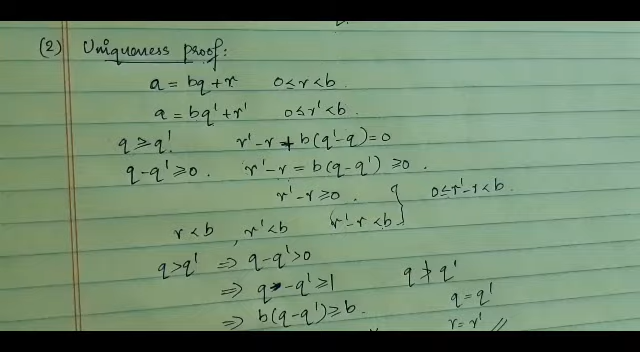 (2) Uniqueness proof:
a = bq + r 0 ≤ r < b.
a = bq' + r' 0 ≤ r' < b.
q ≥ q' r' - r + b(q' - q) = 0
q - q' ≥ 0. r' - r = b(q - q') ≥ 0.
r' - r ≥ 0. 0 ≤ r' - r < b.
r < b, r' < b (r' - r < b)
q > q' ⇒ q - q' > 0
⇒ q - q' ≥ 1 q ≯ q'
⇒ b(q - q') ≥ b. q = q'
r = r' //